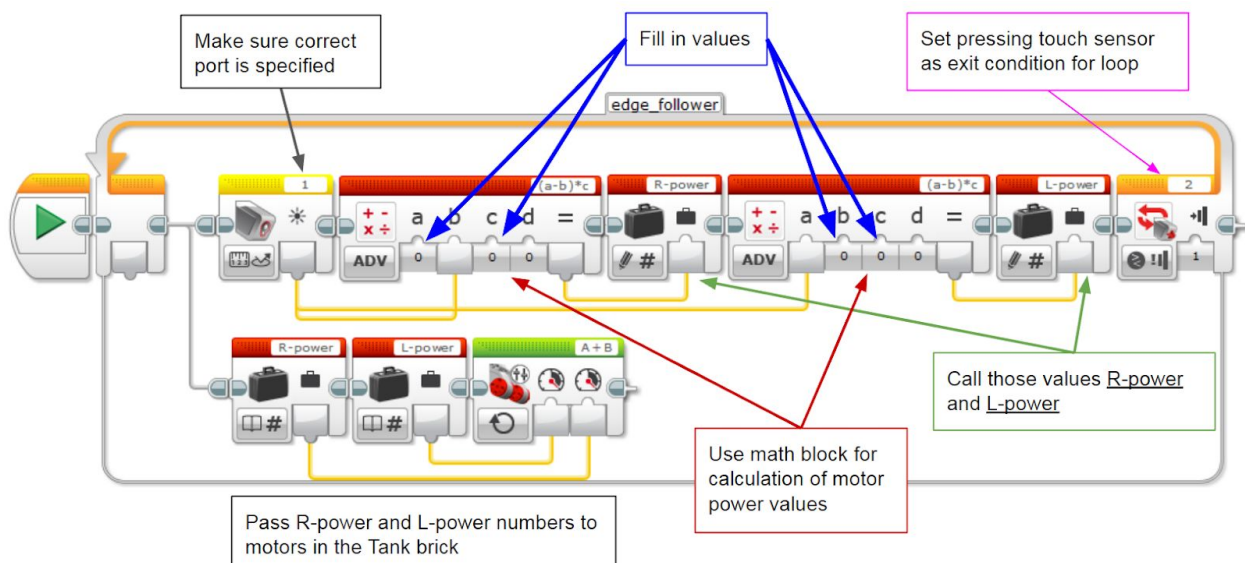 Make sure correct
port is specified
Fill in values
Set pressing touch sensor
as exit condition for loop
edge_follower
1
(a-b)*c
R-power
(a-b)*c
L-power
2
a b c d =
a b c d =
ADV
0
0
0
#
ADV
0
0
0
#
1
R-power
L-power
A+B
#
#
Call those values R-power
and L-power
Use math block for
calculation of motor
power values
Pass R-power and L-power numbers to
motors in the Tank brick